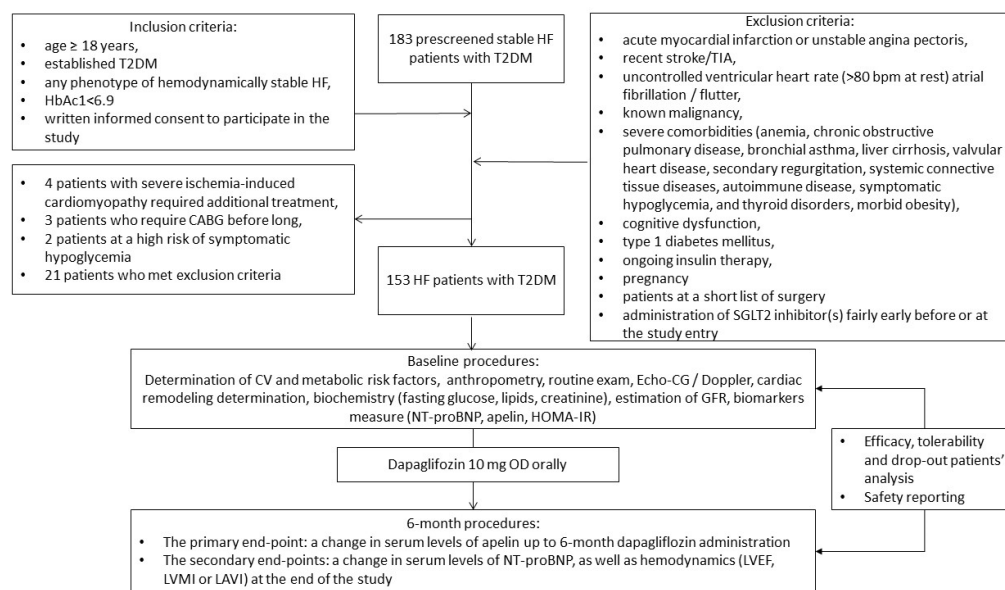 Inclusion criteria:
• age ≥ 18 years,
• established T2DM
• any phenotype of hemodynamically stable HF,
• HbAc1<6.9
• written informed consent to participate in the
study
183 prescreened stable HF
patients with T2DM
Exclusion criteria:
• acute myocardial infarction or unstable angina pectoris,
• recent stroke/TIA,
• uncontrolled ventricular heart rate (>80 bpm at rest) atrial
fibrillation / flutter,
• known malignancy,
• severe comorbidities (anemia, chronic obstructive
pulmonary disease, bronchial asthma, liver cirrhosis, valvular
heart disease, secondary regurgitation, systemic connective
tissue diseases, autoimmune disease, symptomatic
hypoglycemia, and thyroid disorders, morbid obesity),
• cognitive dysfunction,
• type 1 diabetes mellitus,
• ongoing insulin therapy,
• pregnancy
• patients at a short list of surgery
• administration of SGLT2 inhibitor(s) fairly early before or at
the study entry
• 4 patients with severe ischemia-induced
cardiomyopathy required additional treatment,
• 3 patients who require CABG before long,
• 2 patients at a high risk of symptomatic
hypoglycemia
• 21 patients who met exclusion criteria
153 HF patients with T2DM
Baseline procedures:
Determination of CV and metabolic risk factors, anthropometry, routine exam, Echo-CG / Doppler, cardiac
remodeling determination, biochemistry (fasting glucose, lipids, creatinine), estimation of GFR, biomarkers
measure (NT-proBNP, apelin, HOMA-IR)
Dapaglifozin 10 mg OD orally
• Efficacy, tolerability
and drop-out patients’
analysis
• Safety reporting
6-month procedures:
• The primary end-point: a change in serum levels of apelin up to 6-month dapagliflozin administration
• The secondary end-points: a change in serum levels of NT-proBNP, as well as hemodynamics (LVEF,
LVMI or LAVI) at the end of the study